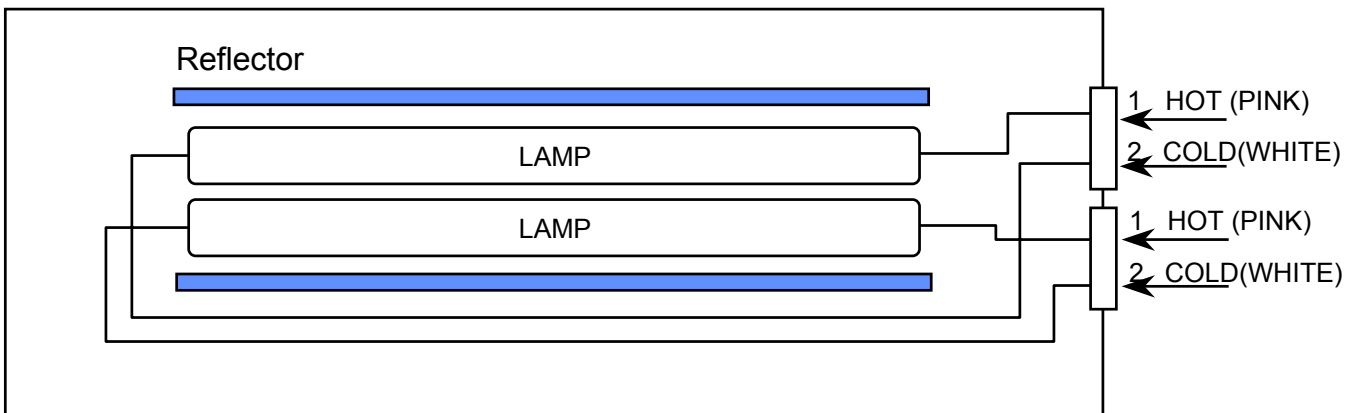 Reflector
1 HOT (PINK)
LAMP
2 COLD(WHITE)
LAMP
1 HOT (PINK)
2 COLD(WHITE)